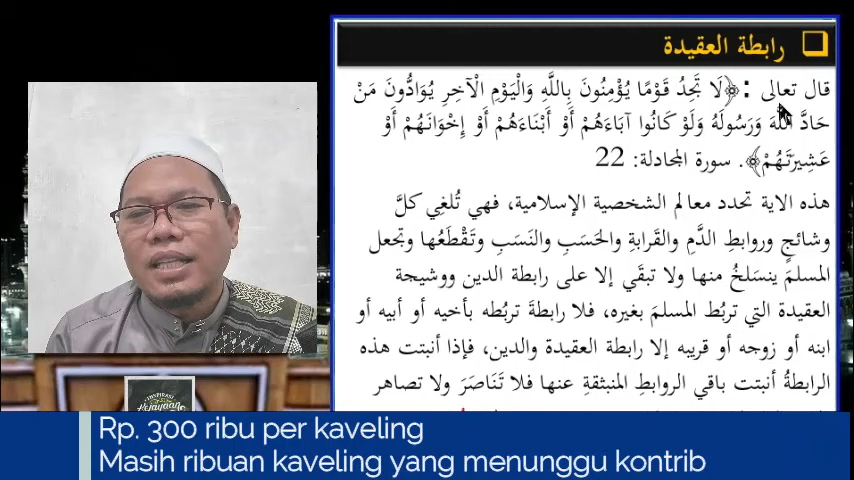 رابطة العقيدة
قال تعالى : ﴿لَا تَجِدُ قَوْمًا يُؤْمِنُونَ بِاللَّهِ وَالْيَوْمِ الْآخِرِ يُوَادُّونَ مَنْ
حَادَّ اللَّهَ وَرَسُولَهُ وَلَوْ كَانُوا آبَاءَهُمْ أَوْ أَبْنَاءَهُمْ أَوْ إِخْوَانَهُمْ أَوْ
عَشِيرَتَهُمْ﴾. سورة المجادلة: 22
هذه الاية تحدد معالم الشخصية الإسلامية، فهي تُلغِي كلَّ
وشائجٍ وروابطِ الدَّمِ والقَرابةِ والحَسَبِ والنَسَبِ وتَقْطَعُها وتجعل
المسلمَ ينسَلخُ منها ولا تبقَي إلا على رابطة الدين ووشيجة
العقيدة التي تربُط المسلمَ بغيره، فلا رابطةَ تربُطه بأخيه أو أبيه أو
ابنه أو زوجه أو قريبه إلا رابطة العقيدة والدين، فإذا أنبتت هذه
الرابطةُ أنبتت باقي الروابطِ المنبثقةِ عنها فلا تَنَاصَرَ ولا تصاهر
INSPIRASI
Kejayaan
Rp. 300 ribu per kaveling
Masih ribuan kaveling yang menunggu kontrib